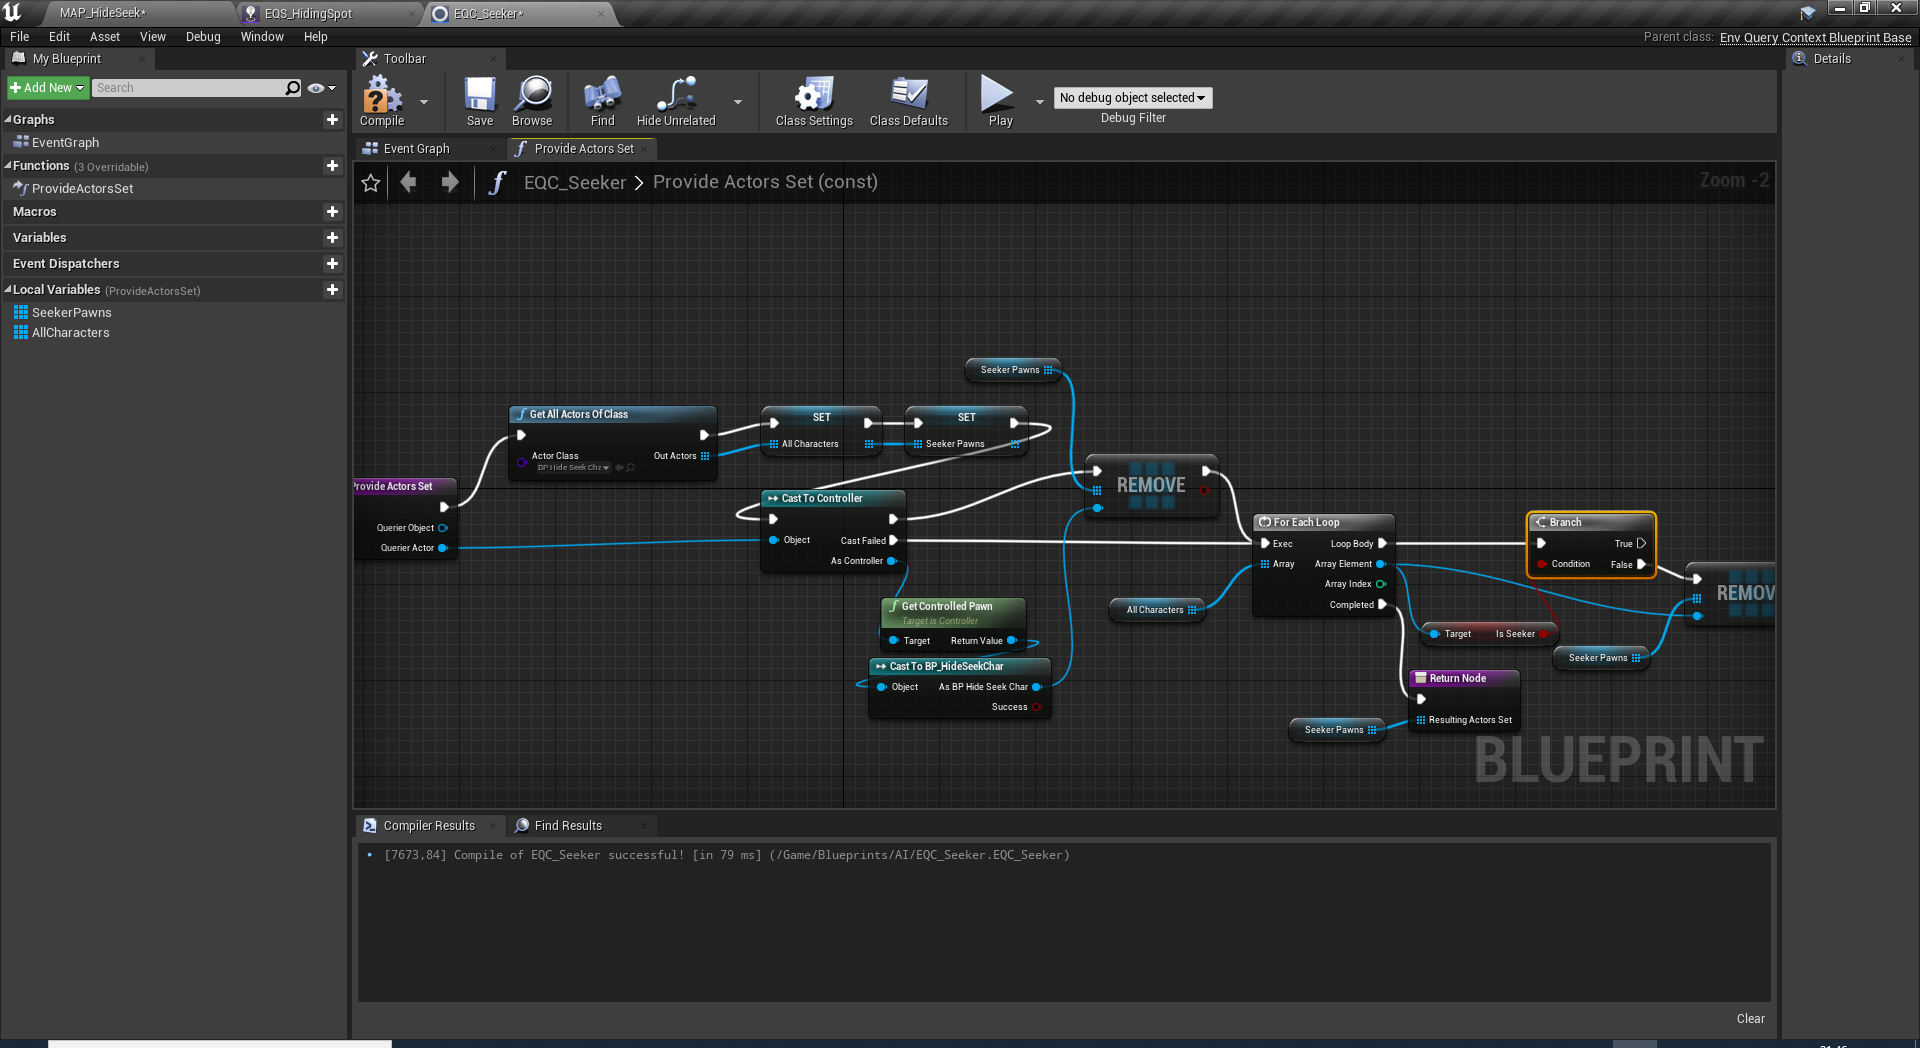 MAP_HideSeek*
EQS_HidingSpot
EQC_Seeker*
File
Edit
Asset
View
Debug
Window
Help
Parent class: Env Query Context Blueprint Base
My Blueprint
Toolbar
Details
Add New
Search
Compile
Save
Browse
Find
Hide Unrelated
Class Settings
Class Defaults
Play
No debug object selected
Debug Filter
Graphs
EventGraph
Functions (3 Overridable)
ProvideActorsSet
Macros
Variables
Event Dispatchers
Local Variables (ProvideActorsSet)
SeekerPawns
AllCharacters
Event Graph
Provide Actors Set
EQC_Seeker > Provide Actors Set (const)
Zoom -2
Seeker Pawns
Get All Actors Of Class
Actor Class
BP Hide Seek Cha
Out Actors
SET
All Characters
SET
Seeker Pawns
Provide Actors Set
Querier Object
Querier Actor
Cast To Controller
Object
Cast Failed
As Controller
REMOVE
Get Controlled Pawn
Target is Controller
Target
Return Value
Cast To BP_HideSeekChar
Object
As BP Hide Seek Char
Success
For Each Loop
Exec
Loop Body
Array
Array Element
Array Index
Completed
All Characters
Branch
True
Condition
False
REMOV
Target
Is Seeker
Seeker Pawns
Return Node
Resulting Actors Set
Seeker Pawns
BLUEPRINT
Compiler Results
Find Results
[7673,84] Compile of EQC_Seeker successful! [in 79 ms] (/Game/Blueprints/AI/EQC_Seeker.EQC_Seeker)
Clear